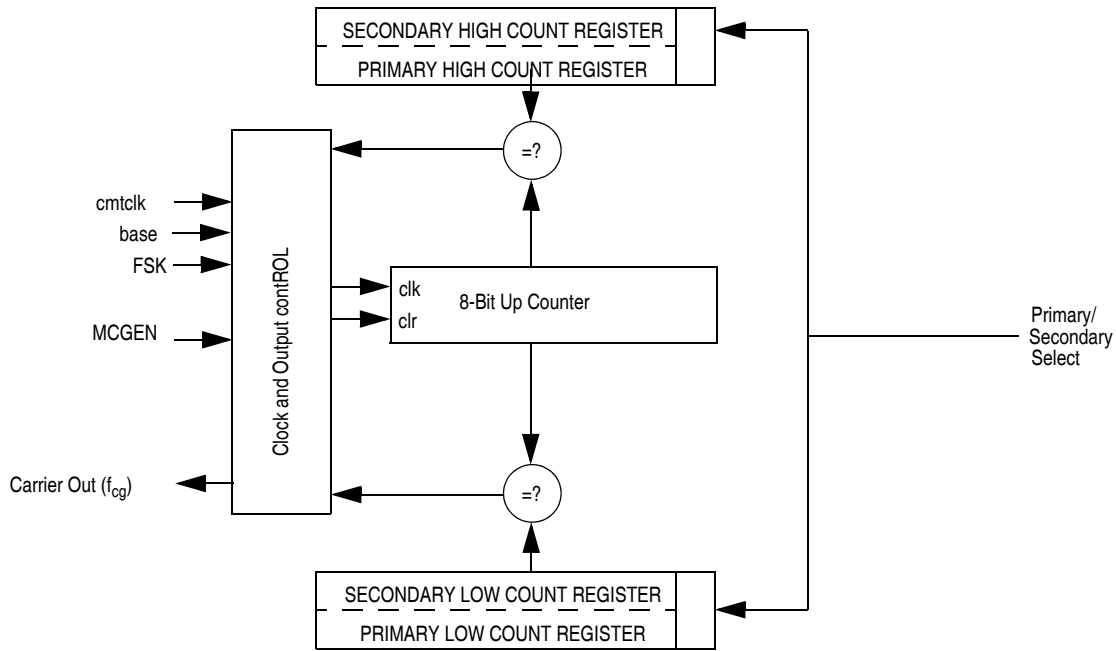 SECONDARY HIGH COUNT REGISTER
PRIMARY HIGH COUNT REGISTER
=?
cmtclk
base
FSK
MCGEN
Clock and Output contROL
clk
clr
8-Bit Up Counter
Primary/
Secondary
Select
Carrier Out (fcg)
=?
SECONDARY LOW COUNT REGISTER
PRIMARY LOW COUNT REGISTER